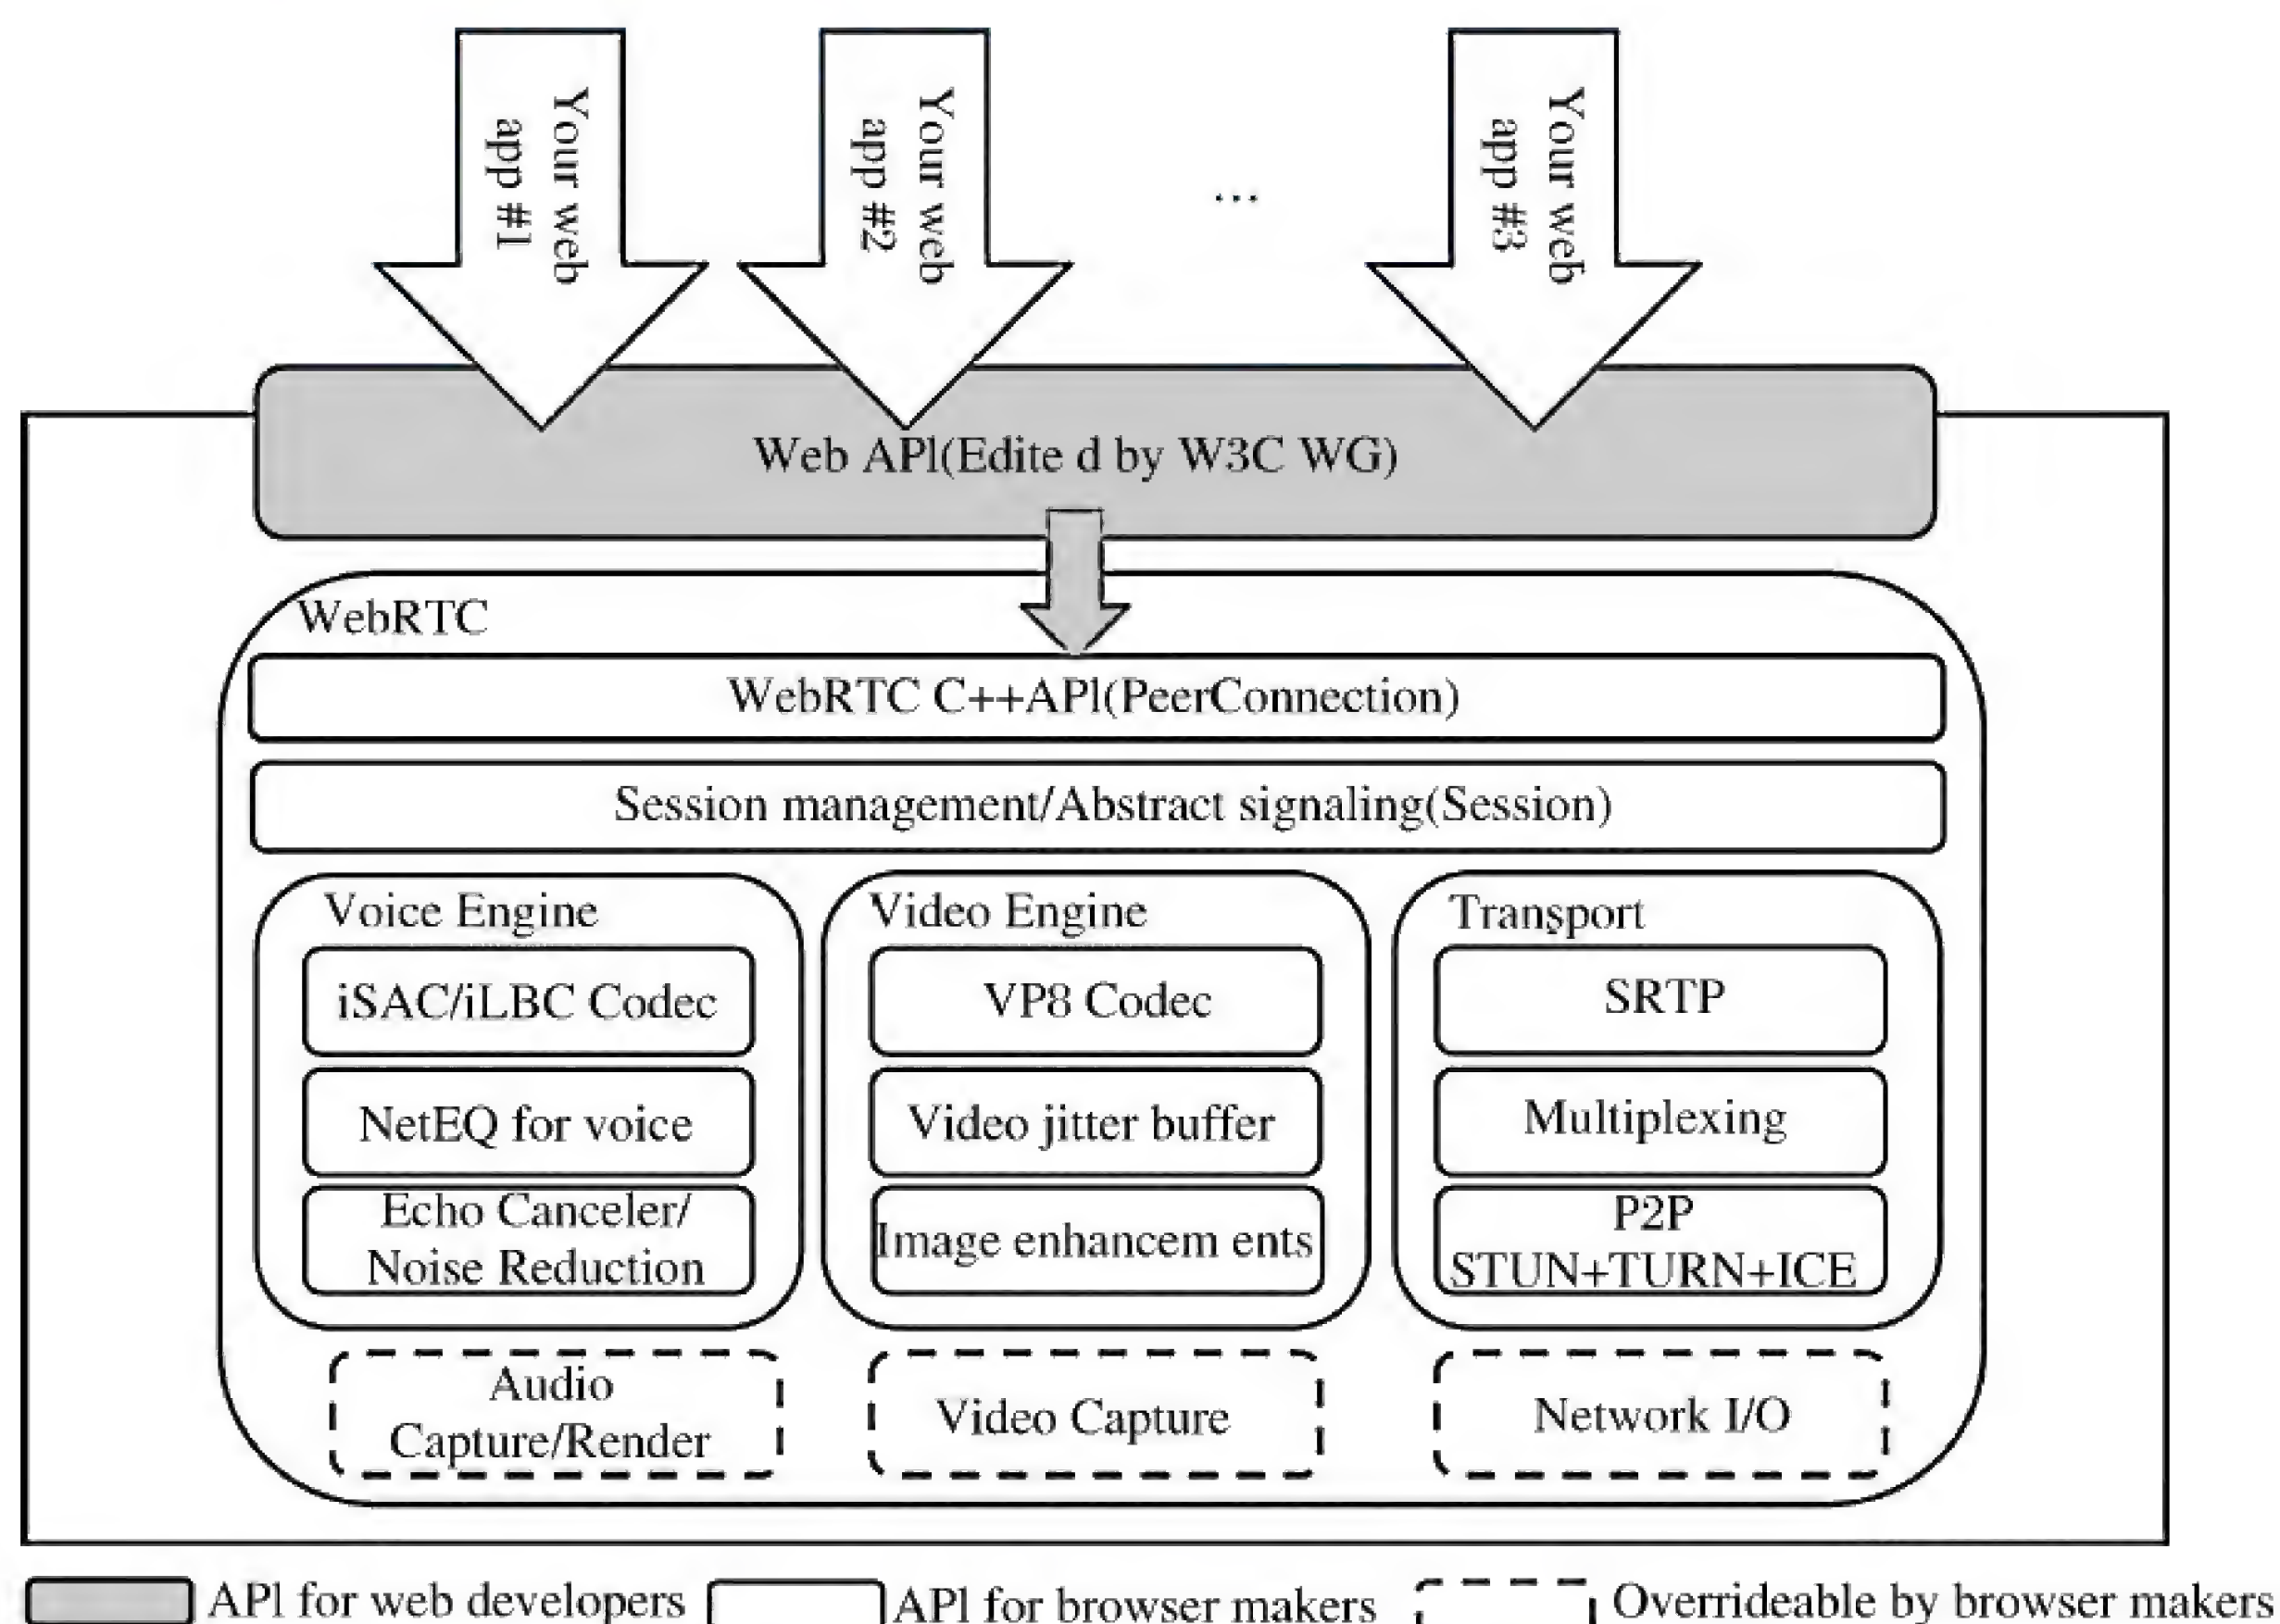 Your web
app #1
Your web
app #2
...
Your web
app #3
Web APl(Edite d by W3C WG)
WebRTC
WebRTC C++APl(PeerConnection)
Session management/Abstract signaling(Session)
Voice Engine
iSAC/iLBC Codec
NetEQ for voice
Echo Canceler/
Noise Reduction
Video Engine
VP8 Codec
Video jitter buffer
Image enhancem ents
Transport
SRTP
Multiplexing
P2P
STUN+TURN+ICE
Audio
Capture/Render
Video Capture
Network I/O
APl for web developers
APl for browser makers
Overrideable by browser makers